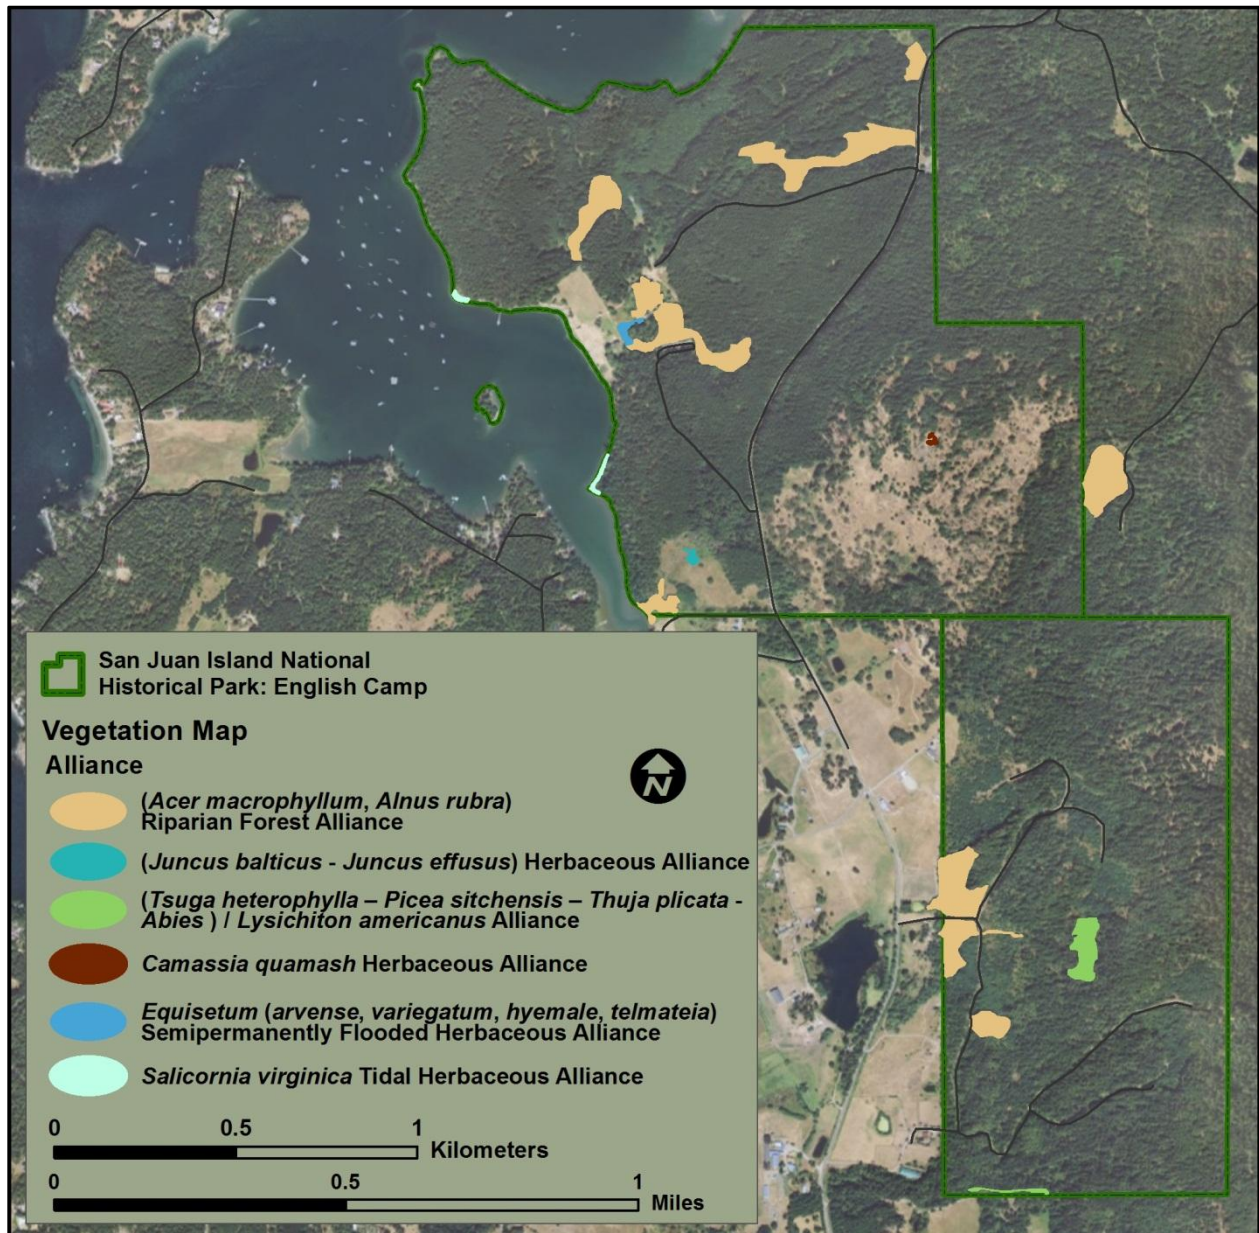 San Juan Island National
Historical Park: English Camp
Vegetation Map
Alliance
N
(Acer macrophyllum, Alnus rubra)
Riparian Forest Alliance
(Juncus balticus - Juncus effusus) Herbaceous Alliance
(Tsuga heterophylla – Picea sitchensis – Thuja plicata -
Abies ) / Lysichiton americanus Alliance
Camassia quamash Herbaceous Alliance
Equisetum (arvense, variegatum, hyemale, telmateia)
Semipermanently Flooded Herbaceous Alliance
Salicornia virginica Tidal Herbaceous Alliance
0 0.5 1
Kilometers
0 0.5 1
Miles